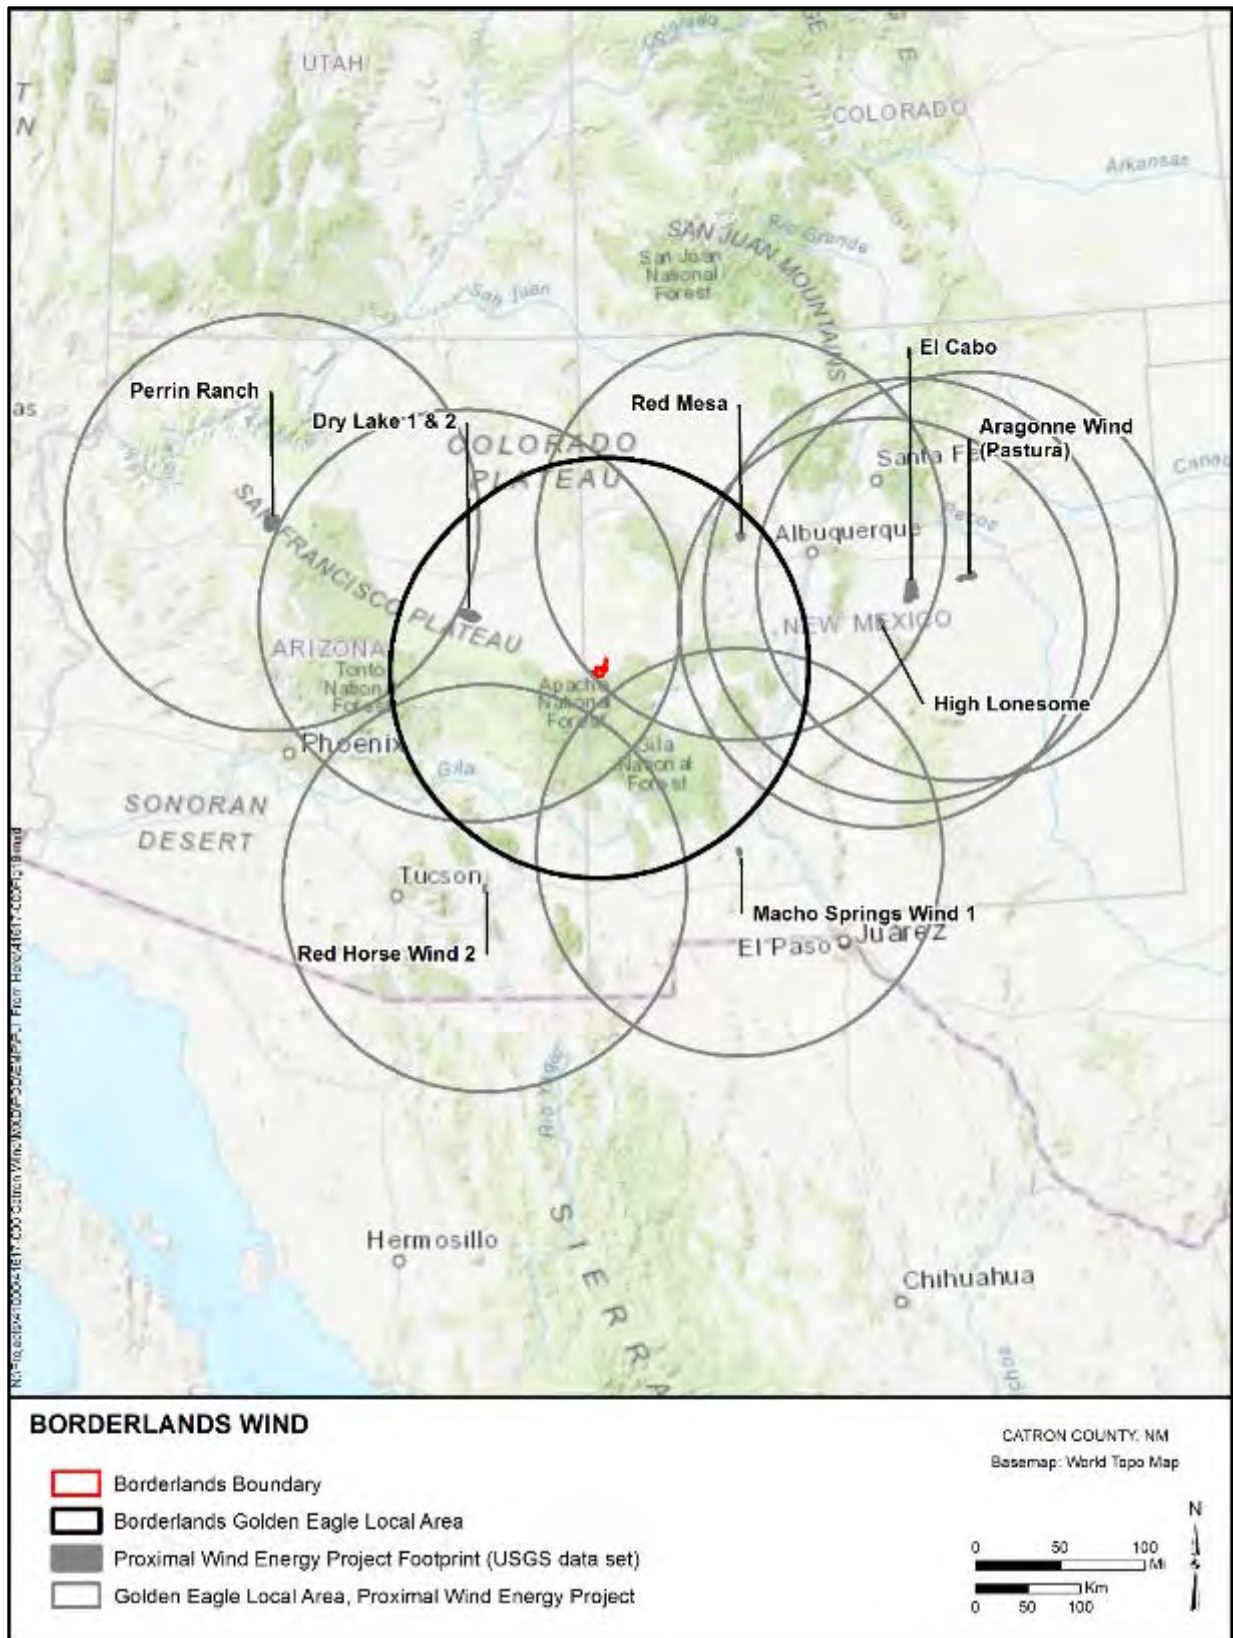 UTAH
Colorado
COLORADO
T
N
Arkansas
SAN JUAN MOUNTAINS
Rio Grande
San Juan
National
Forest
San Juan
El Cabo
Perrin Ranch
Red Mesa
as
Dry Lake 1 & 2
Aragonne Wind
(Pastura)
COLORADO
PLATEAU
Santa Fe
Pecos
Albuquerque
SAN FRANCISCO PLATEAU
NEW MEXICO
ARIZONA
Tonto
National
Forest
Apache
National
Forest
High Lonesome
Phoenix
Gila
National
Forest
Gila
SONORAN
DESERT
Tucson
Macho Springs Wind 1
Red Horse Wind 2
El Paso
Juárez
Hermosillo
SIERRA
Chihuahua
chos
BORDERLANDS WIND
CATRON COUNTY, NM
Basemap: World Topo Map
Borderlands Boundary
Borderlands Golden Eagle Local Area
Proximal Wind Energy Project Footprint (USGS data set)
Golden Eagle Local Area, Proximal Wind Energy Project
N
0 50 100
Mi
Km
0 50 100